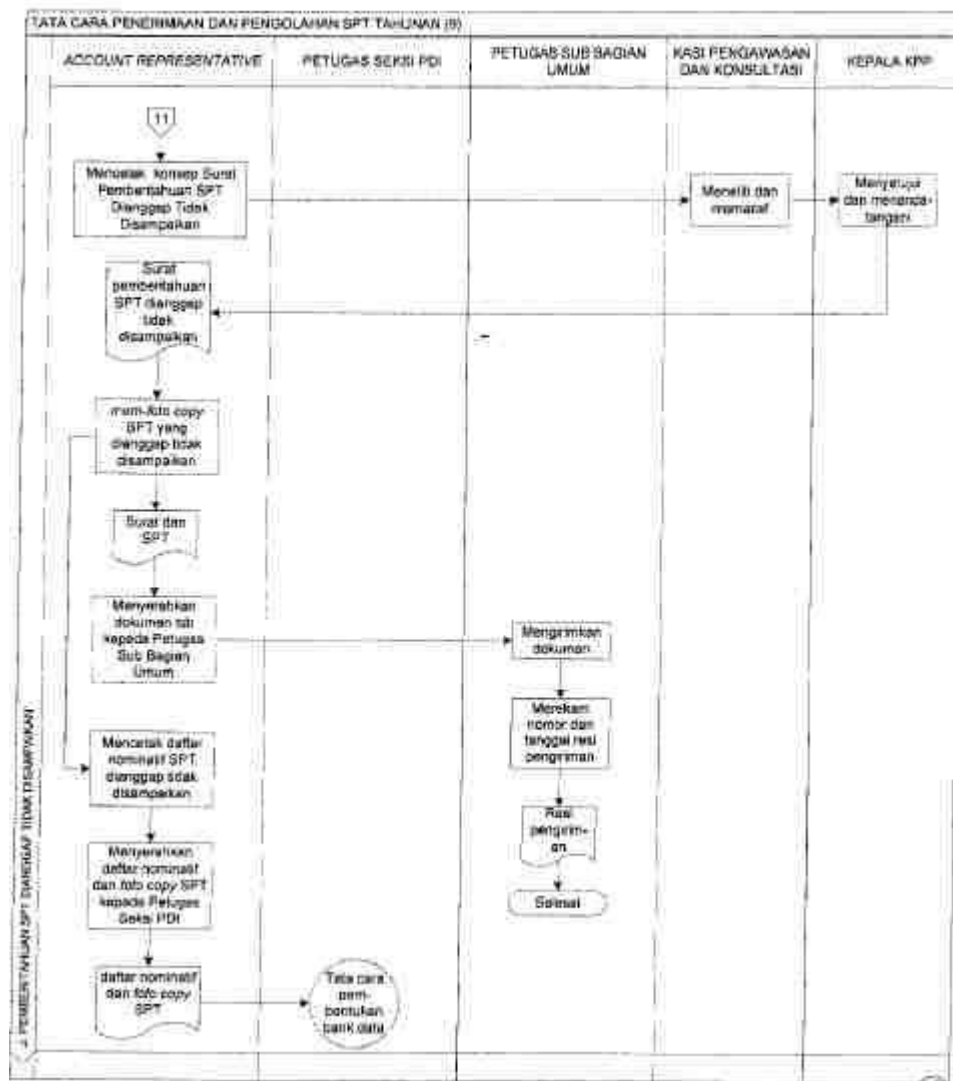 TATA CARA PENERIMAAN DAN PENGOLAHAN SPT TAHUNAN (9)
ACCOUNT REPRESENTATIVE
PETUGAS SEKSI PDI
PETUGAS SUB BAGIAN
UMUM
KASI PENGAWASAN
DAN KONSULTASI
KEPALA KPP
11
Mencetak konsep Surat
Pemberitahuan SPT
Dianggap Tidak
Disampaikan
Meneliti dan
memaraf
Menyetujui
dan menanda-
tangani
Surat
pemberitahuan
SPT dianggap
tidak
disampaikan
mem-foto copy
SPT yang
dianggap tidak
disampaikan
Surat dan
SPT
Menyerahkan
dokumen tsb
kepada Petugas
Sub Bagian
Umum
Mengirimkan
dokumen
Merekam
nomor dan
tanggal resi
pengiriman
Mencetak daftar
nominatif SPT
dianggap tidak
disampaikan
Resi
pengirim-
an
Menyerahkan
daftar nominatif
dan foto copy SPT
kepada Petugas
Seksi PDI
Selesai
daftar nominatif
dan foto copy
SPT
Tata cara
pem-
bentukan
bank data
J. PEMBERITAHUAN SPT DIANGGAP TIDAK DISAMPAIKAN